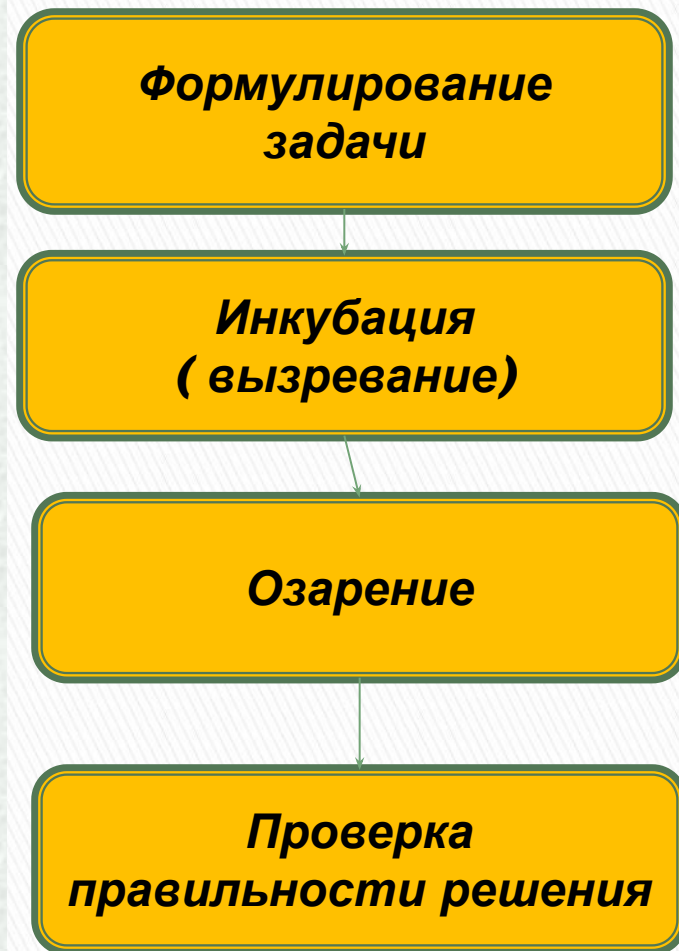 Формулирование
задачи
Инкубация
( вызревание)
Озарение
Проверка
правильности решения